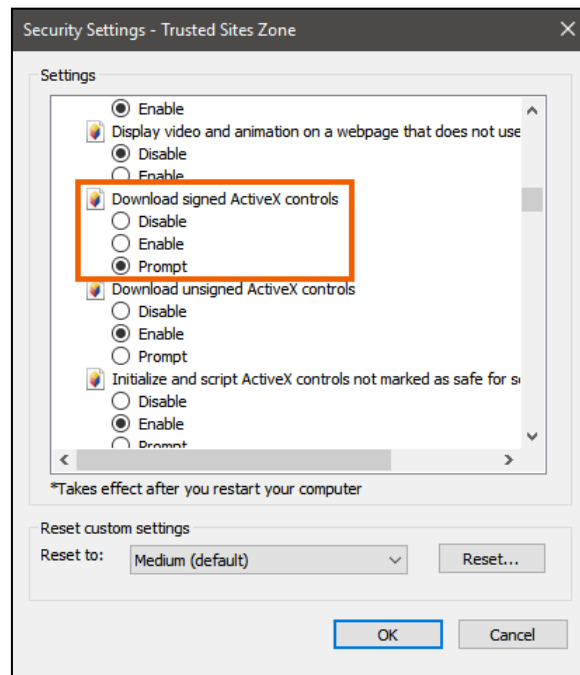 Security Settings - Trusted Sites Zone
Settings
Enable
Display video and animation on a webpage that does not use
Disable
Enable
Download signed ActiveX controls
Disable
Enable
Prompt
Download unsigned ActiveX controls
Disable
Enable
Prompt
Initialize and script ActiveX controls not marked as safe for
Disable
Enable
Prompt
*Takes effect after you restart your computer
Reset custom settings
Reset to: Medium (default) Reset...
OK Cancel